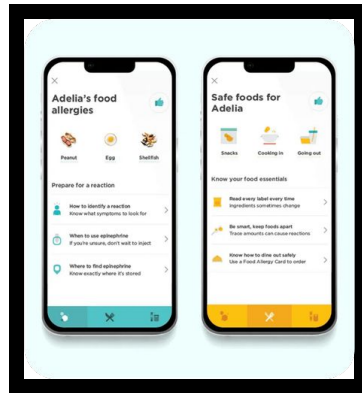 Adelia's food
allergies
Peanut
Egg
Shellfish
Prepare for a reaction
How to identify a reaction
Know what symptoms to look for
When to use epinephrine
If you're unsure, don't wait to inject
Where to find epinephrine
Know exactly where it's stored
Safe foods for
Adelia
Snacks
Cooking in
Going out
Know your food essentials
Read every label every time
Ingredients sometimes change
Be smart, keep foods apart
Trace amounts can cause reactions
Know how to dine out safely
Use a Food Allergy Card to order